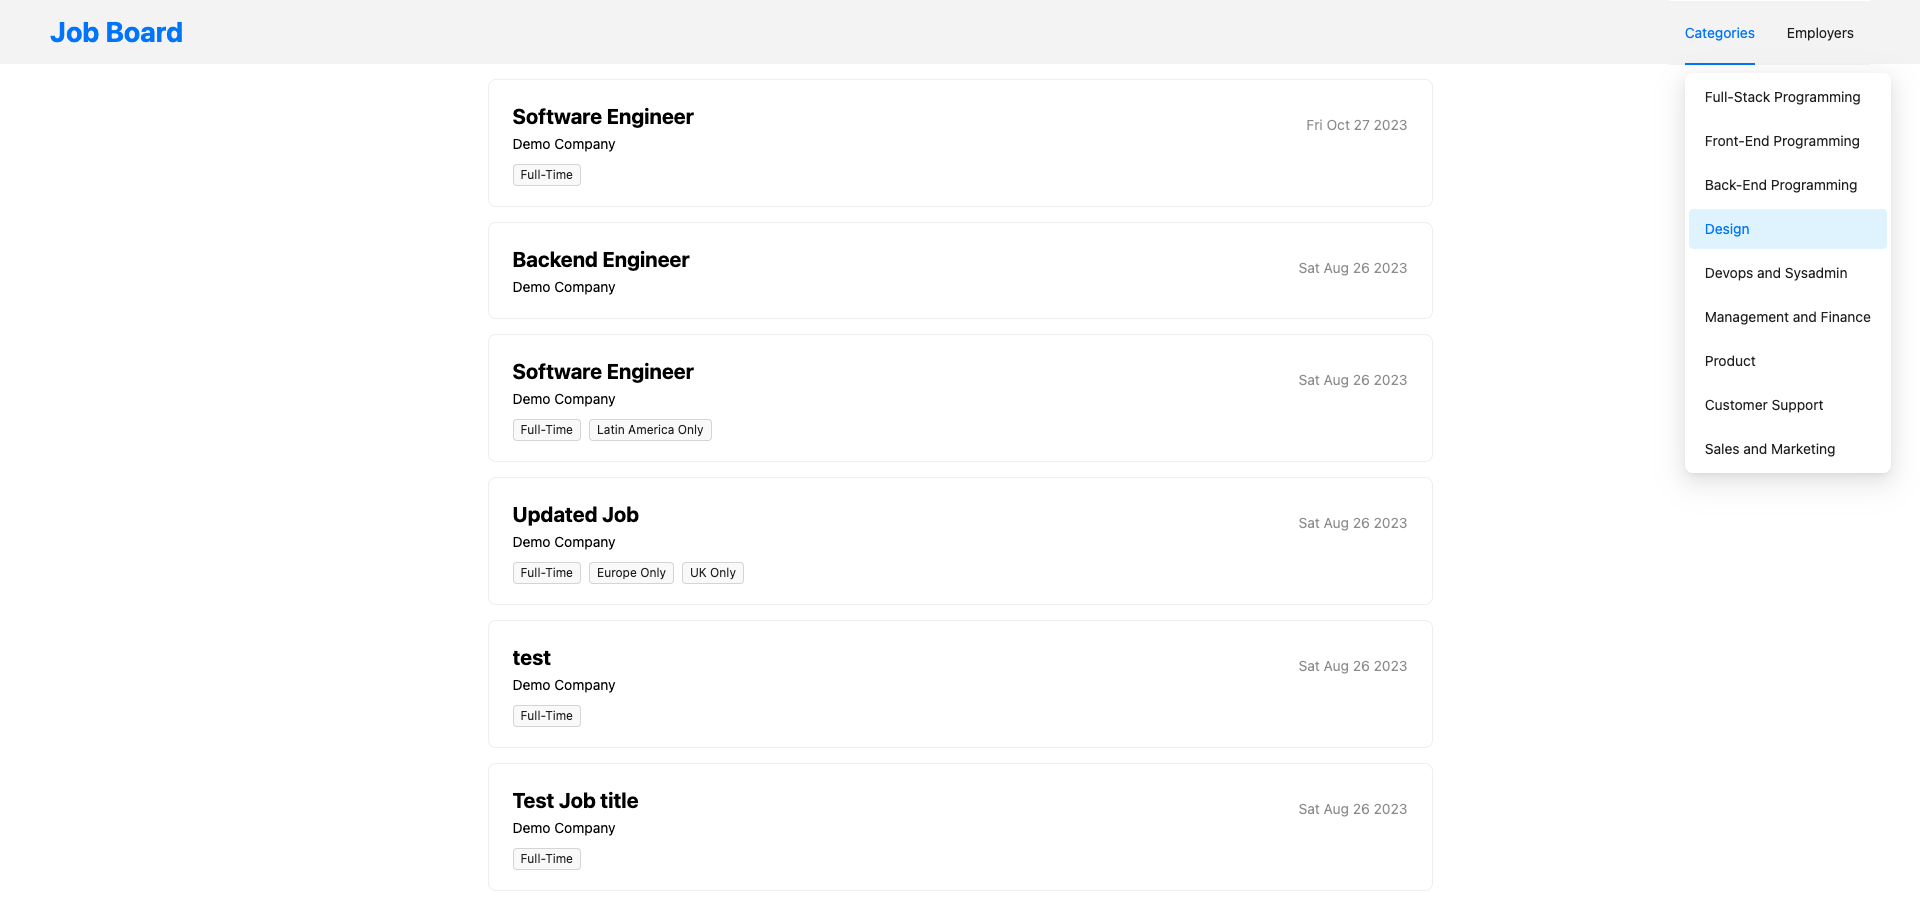 Job Board
Categories
Employers
Full-Stack Programming
Front-End Programming
Back-End Programming
Design
Devops and Sysadmin
Management and Finance
Product
Customer Support
Sales and Marketing
Software Engineer
Fri Oct 27 2023
Demo Company
Full-Time
Backend Engineer
Sat Aug 26 2023
Demo Company
Software Engineer
Sat Aug 26 2023
Demo Company
Full-Time Latin America Only
Updated Job
Sat Aug 26 2023
Demo Company
Full-Time Europe Only UK Only
test
Sat Aug 26 2023
Demo Company
Full-Time
Test Job title
Sat Aug 26 2023
Demo Company
Full-Time